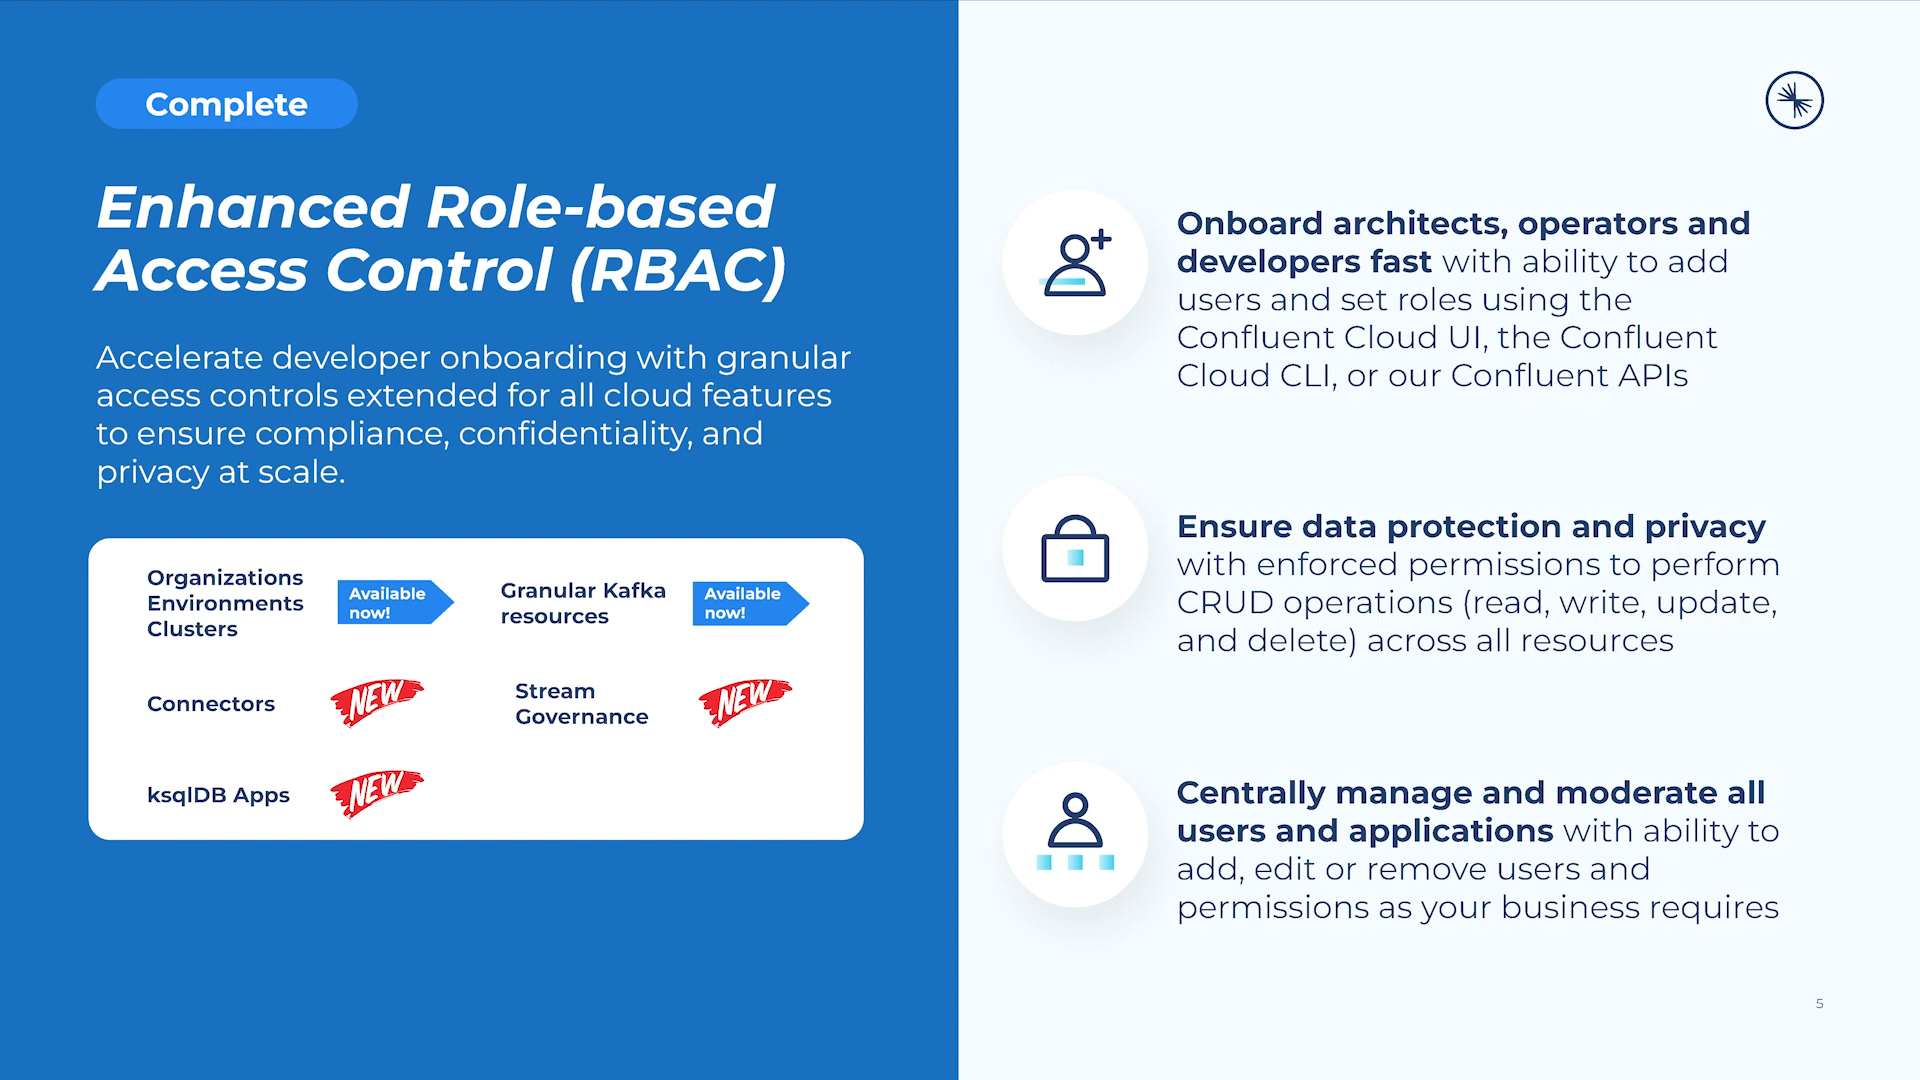 Complete
Enhanced Role-based
Access Control (RBAC)
Accelerate developer onboarding with granular
access controls extended for all cloud features
to ensure compliance, confidentiality, and
privacy at scale.
Organizations
Environments
Clusters
Available
now!
Granular Kafka
resources
Available
now!
Connectors
NEW
Stream
Governance
NEW
ksqlDB Apps
NEW
Onboard architects, operators and
developers fast with ability to add
users and set roles using the
Confluent Cloud UI, the Confluent
Cloud CLI, or our Confluent APIs
Ensure data protection and privacy
with enforced permissions to perform
CRUD operations (read, write, update,
and delete) across all resources
Centrally manage and moderate all
users and applications with ability to
add, edit or remove users and
permissions as your business requires
5